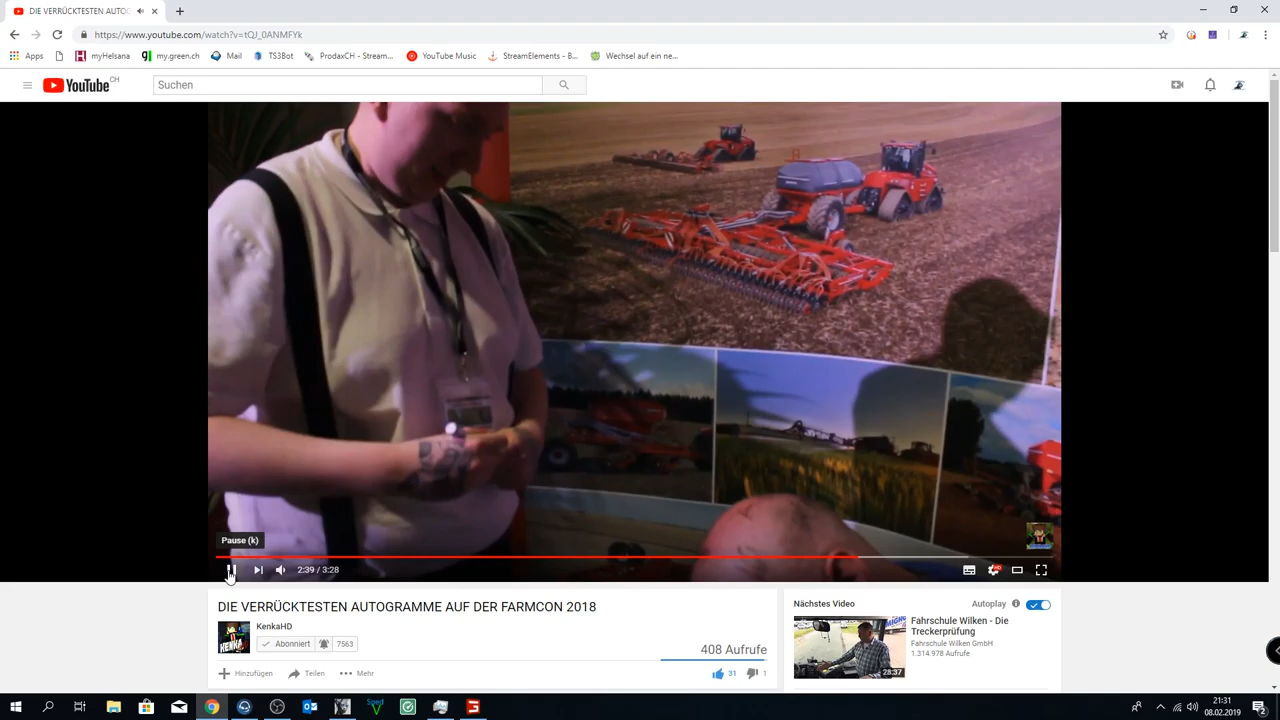 DIE VERRÜCKTESTEN AUTOG
https://www.youtube.com/watch?v=tQJ_0ANMFYk
Apps myHelsana my.green.ch Mail TS3Bot ProdaxCH - Stream... YouTube Music StreamElements - B... Wechsel auf ein ne...
YouTube CH Suchen
Pause (k)
2:39 / 3:28 HD
DIE VERRÜCKTESTEN AUTOGRAMME AUF DER FARMCON 2018
KenkaHD
Abonniert 7563
408 Aufrufe
Hinzufügen Teilen Mehr 31 1
Nächstes Video Autoplay
Fahrschule Wilken - Die
Treckerprüfung
Fahrschule Wilken GmbH
1.314.978 Aufrufe
28:37
21:31
08.02.2019
2